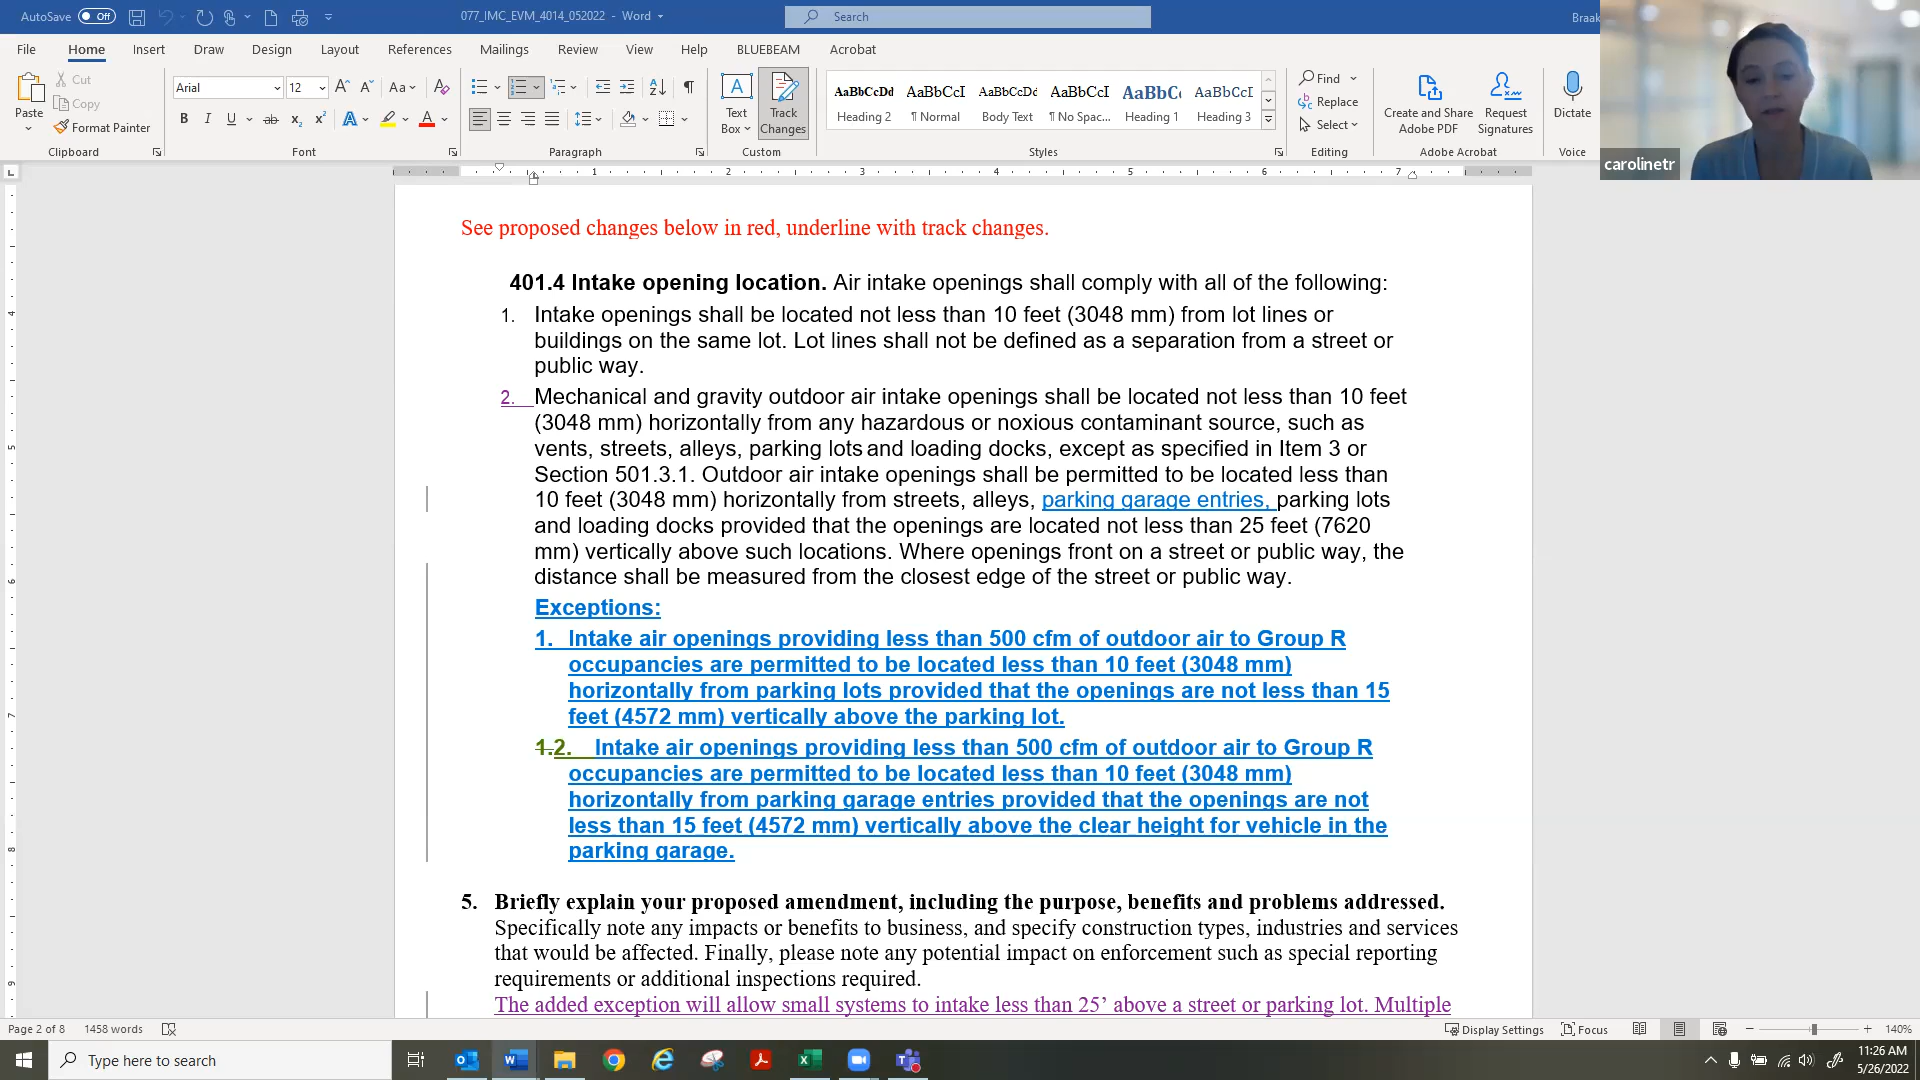 AutoSave Off 077_IMC_EVM_4014_052022 - Word Search Braak
File Home Insert Draw Design Layout References Mailings Review View Help BLUEBEAM Acrobat
Paste Cut Copy Format Painter Clipboard
Arial 12 Font
Paragraph
Text Box Track Changes Custom
AaBbCcDd AaBbCcI AaBbCcDd AaBbCcI AaBbC AaBbCcI
Heading 2 ¶ Normal Body Text ¶ No Spac... Heading 1 Heading 3
Styles
Find Replace Select Editing
Create and Share Adobe PDF Request Signatures Adobe Acrobat
Dictate Voice
carolinetr
1 2 3 4 5 6 7
See proposed changes below in red, underline with track changes.
401.4 Intake opening location. Air intake openings shall comply with all of the following:
1. Intake openings shall be located not less than 10 feet (3048 mm) from lot lines or
buildings on the same lot. Lot lines shall not be defined as a separation from a street or
public way.
2. Mechanical and gravity outdoor air intake openings shall be located not less than 10 feet
(3048 mm) horizontally from any hazardous or noxious contaminant source, such as
vents, streets, alleys, parking lots and loading docks, except as specified in Item 3 or
Section 501.3.1. Outdoor air intake openings shall be permitted to be located less than
10 feet (3048 mm) horizontally from streets, alleys, parking garage entries, parking lots
and loading docks provided that the openings are located not less than 25 feet (7620
mm) vertically above such locations. Where openings front on a street or public way, the
distance shall be measured from the closest edge of the street or public way.
Exceptions:
1. Intake air openings providing less than 500 cfm of outdoor air to Group R
occupancies are permitted to be located less than 10 feet (3048 mm)
horizontally from parking lots provided that the openings are not less than 15
feet (4572 mm) vertically above the parking lot.
1.2. Intake air openings providing less than 500 cfm of outdoor air to Group R
occupancies are permitted to be located less than 10 feet (3048 mm)
horizontally from parking garage entries provided that the openings are not
less than 15 feet (4572 mm) vertically above the clear height for vehicle in the
parking garage.
5. Briefly explain your proposed amendment, including the purpose, benefits and problems addressed.
Specifically note any impacts or benefits to business, and specify construction types, industries and services
that would be affected. Finally, please note any potential impact on enforcement such as special reporting
requirements or additional inspections required.
The added exception will allow small systems to intake less than 25’ above a street or parking lot. Multiple
Page 2 of 8 1458 words Display Settings Focus 140%
Type here to search
11:26 AM
5/26/2022